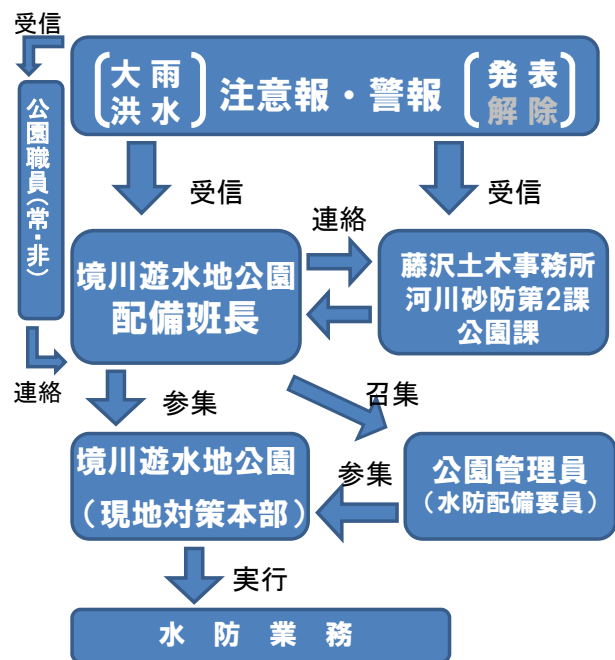 受信
大雨
洪水
注意報・警報
発表
解除
公園職員(常・非)
受信
受信
連絡
境川遊水地公園
配備班長
藤沢土木事務所
河川砂防第2課
公園課
連絡
参集
召集
境川遊水地公園
(現地対策本部)
参集
公園管理員
(水防配備要員)
実行
水防業務